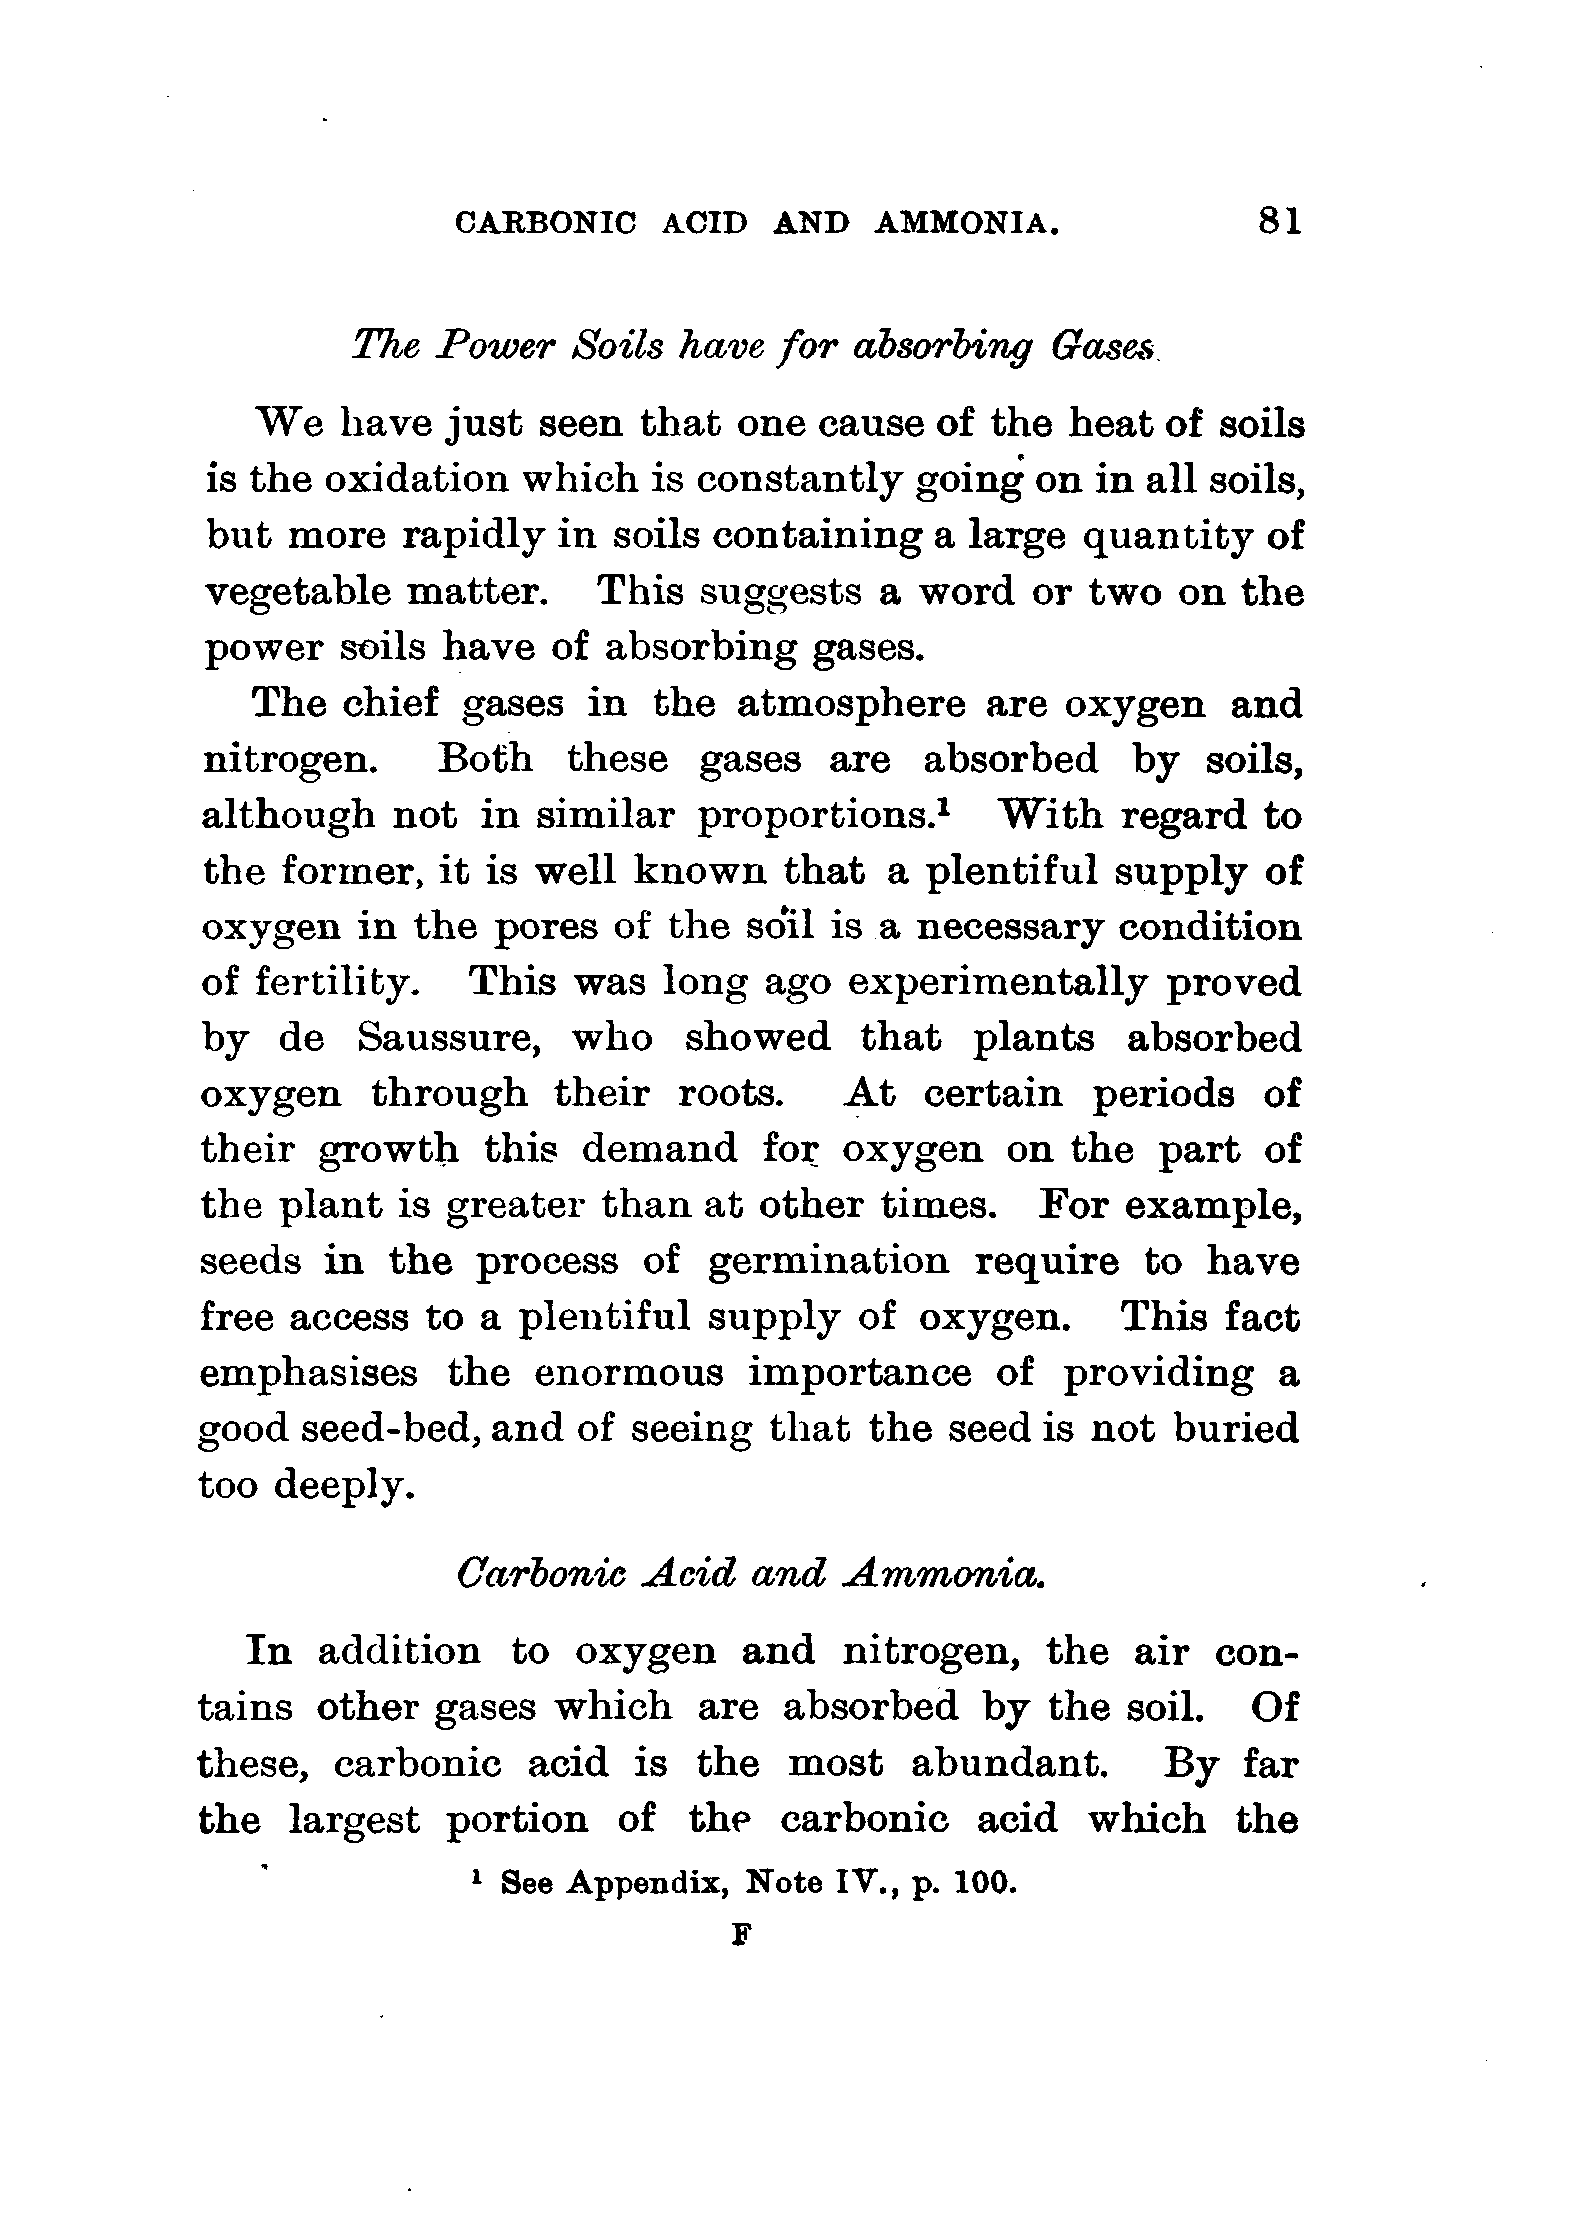 CARBONIC ACID AND AMMONIA. 81
The Power Soils have for absorbing Gases.
We have just seen that one cause of the heat of soils
is the oxidation which is constantly going on in all soils,
but more rapidly in soils containing a large quantity of
vegetable matter. This suggests a word or two on the
power soils have of absorbing gases.
The chief gases in the atmosphere are oxygen and
nitrogen. Both these gases are absorbed by soils,
although not in similar proportions.¹ With regard to
the former, it is well known that a plentiful supply of
oxygen in the pores of the soil is a necessary condition
of fertility. This was long ago experimentally proved
by de Saussure, who showed that plants absorbed
oxygen through their roots. At certain periods of
their growth this demand for oxygen on the part of
the plant is greater than at other times. For example,
seeds in the process of germination require to have
free access to a plentiful supply of oxygen. This fact
emphasises the enormous importance of providing a
good seed-bed, and of seeing that the seed is not buried
too deeply.
Carbonic Acid and Ammonia.
In addition to oxygen and nitrogen, the air con-
tains other gases which are absorbed by the soil. Of
these, carbonic acid is the most abundant. By far
the largest portion of the carbonic acid which the
¹ See Appendix, Note IV., p. 100.
F